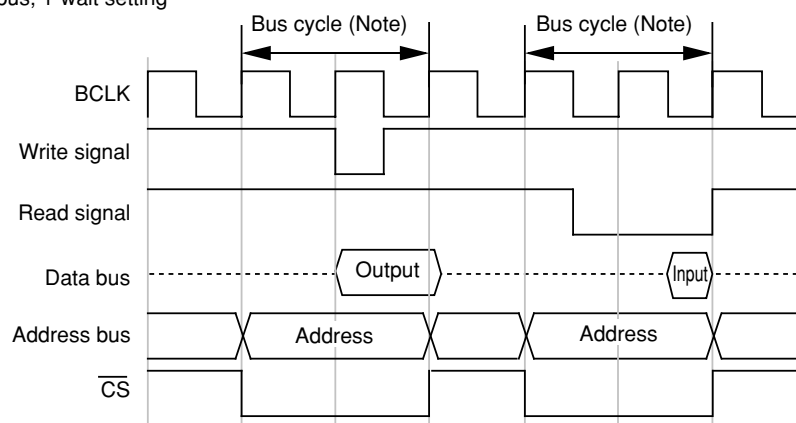 bus, 1 wait setting
Bus cycle (Note) Bus cycle (Note)
BCLK
Write signal
Read signal
Data bus Output Input
Address bus Address Address
CS